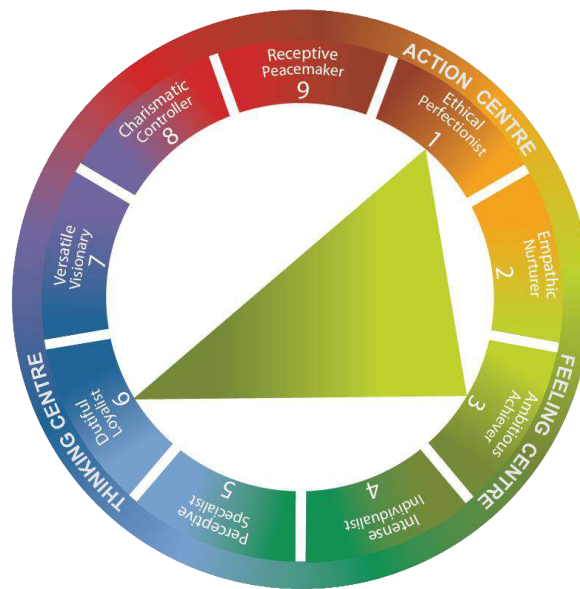 ACTION CENTRE
Receptive
Peacemaker
9
Ethical
Perfectionist
1
Empathic
Nurturer
2
FEELING CENTRE
Ambitious
Achiever
3
Intense
Individualist
4
Perceptive
Specialist
5
THINKING CENTRE
Dutiful
Loyalist
6
Versatile
Visionary
7
Charismatic
Controller
8